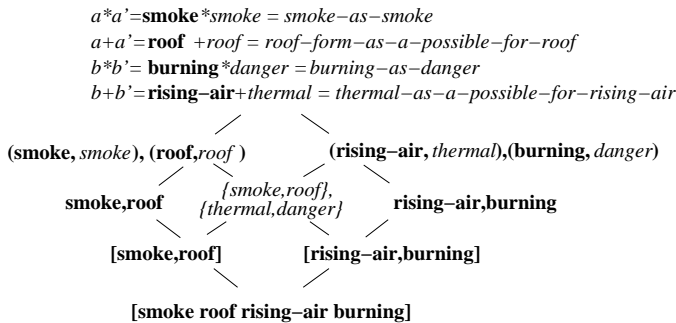 a*a'=smoke*smoke = smoke−as−smoke
a+a'=roof +roof = roof−form−as−a−possible−for−roof
b*b'= burning*danger = burning−as−danger
b+b'=rising−air+thermal = thermal−as−a−possible−for−rising−air
(smoke, smoke), (roof,roof ) (rising−air, thermal),(burning, danger)
smoke,roof {smoke,roof}, rising−air,burning
{thermal,danger}
[smoke,roof] [rising−air,burning]
[smoke roof rising−air burning]